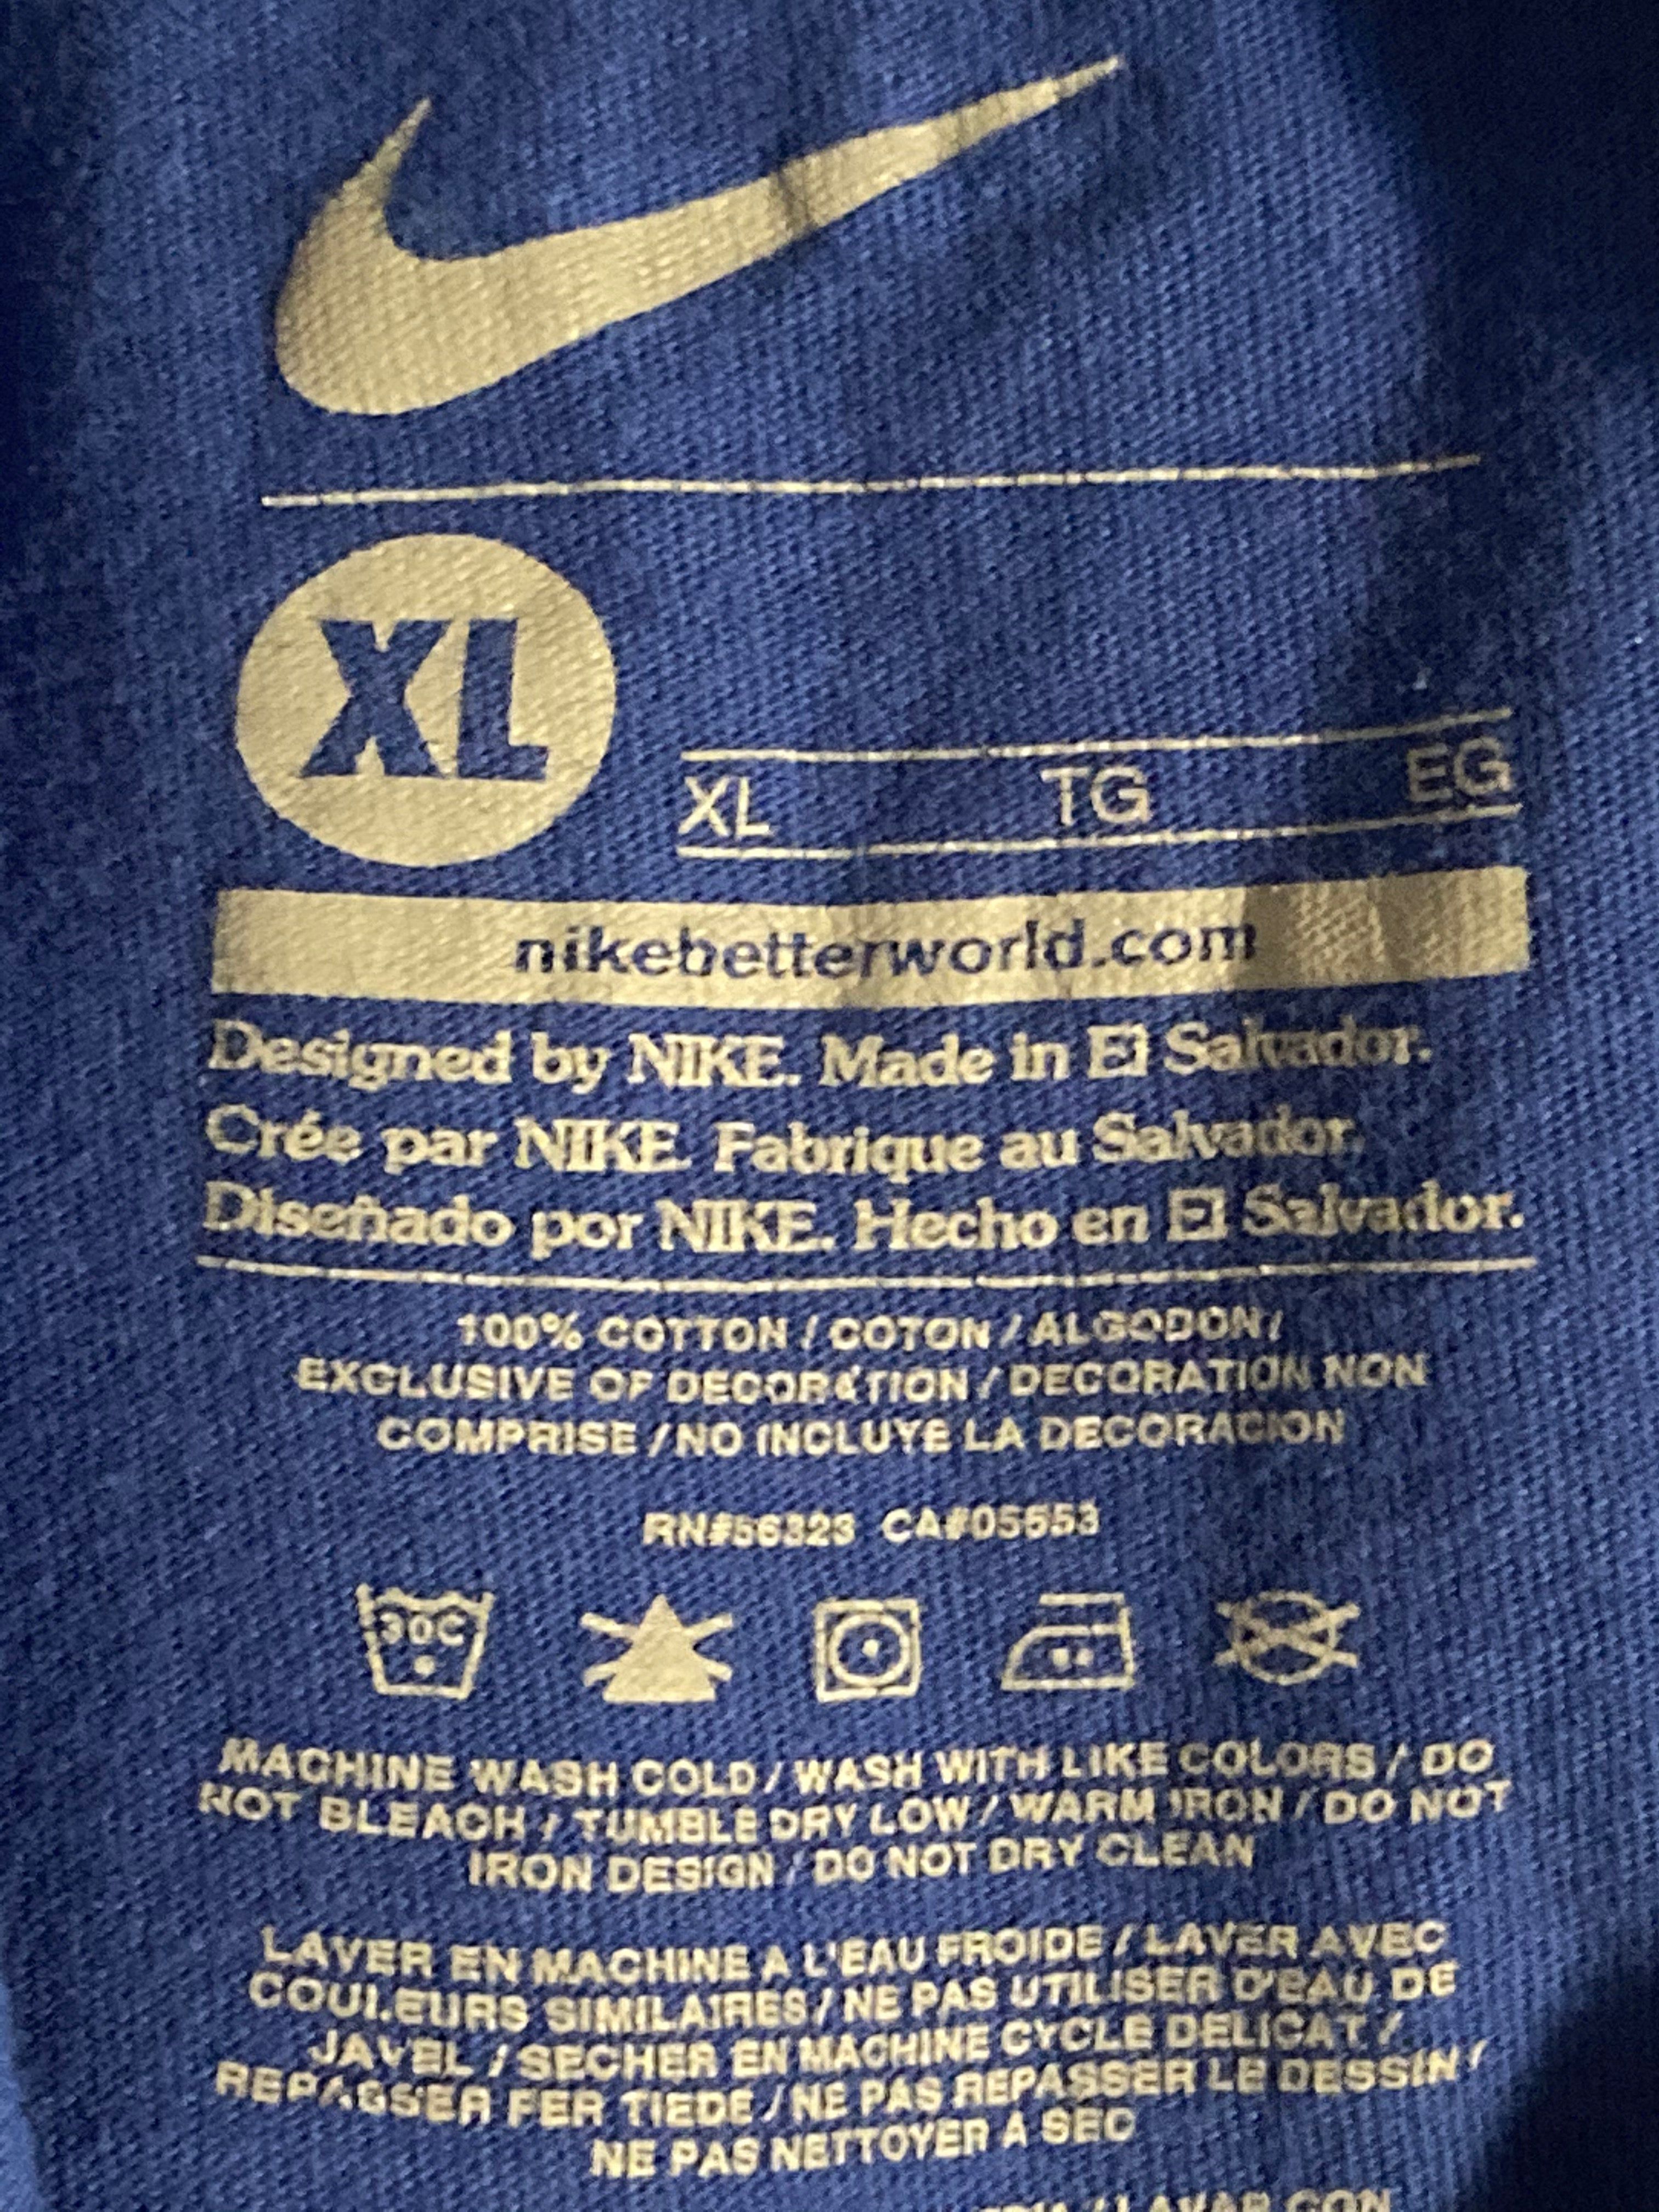 XL
XL TG EG
nikebetterworld.com
Designed by NIKE. Made in El Salvador.
Crée par NIKE. Fabrique au Salvador.
Diseñado por NIKE. Hecho en El Salvador.
100% COTTON / COTON / ALGODON /
EXCLUSIVE OF DECORATION / DECORATION NON
COMPRISE / NO INCLUYE LA DECORACION
RN#56323 CA#05553
30C
MACHINE WASH COLD / WASH WITH LIKE COLORS / DO
NOT BLEACH / TUMBLE DRY LOW / WARM IRON / DO NOT
IRON DESIGN / DO NOT DRY CLEAN
LAVER EN MACHINE A L'EAU FROIDE / LAVER AVEC
COULEURS SIMILAIRES / NE PAS UTILISER D'EAU DE
JAVEL / SECHER EN MACHINE CYCLE DELICAT /
REPASSER FER TIEDE / NE PAS REPASSER LE DESSIN /
NE PAS NETTOYER A SEC
/ LAVAR CON